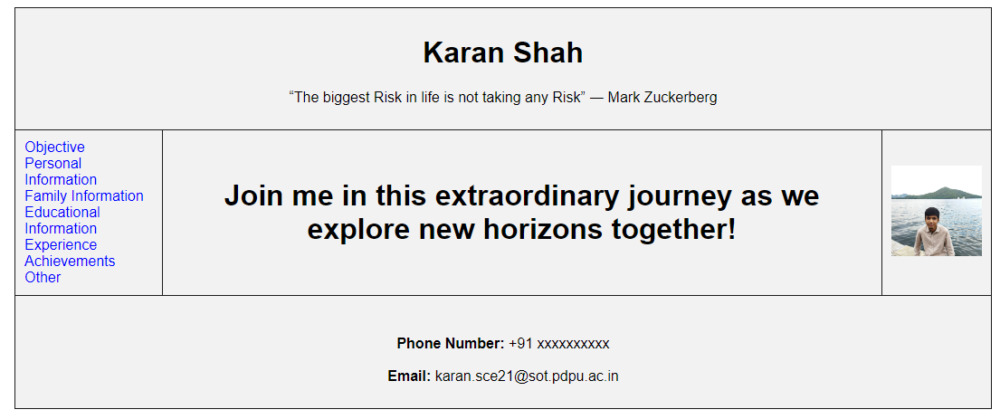 Karan Shah
“The biggest Risk in life is not taking any Risk” — Mark Zuckerberg
Objective
Personal
Information
Family Information
Educational
Information
Experience
Achievements
Other
Join me in this extraordinary journey as we
explore new horizons together!
Phone Number: +91 xxxxxxxxxx
Email: karan.sce21@sot.pdpu.ac.in